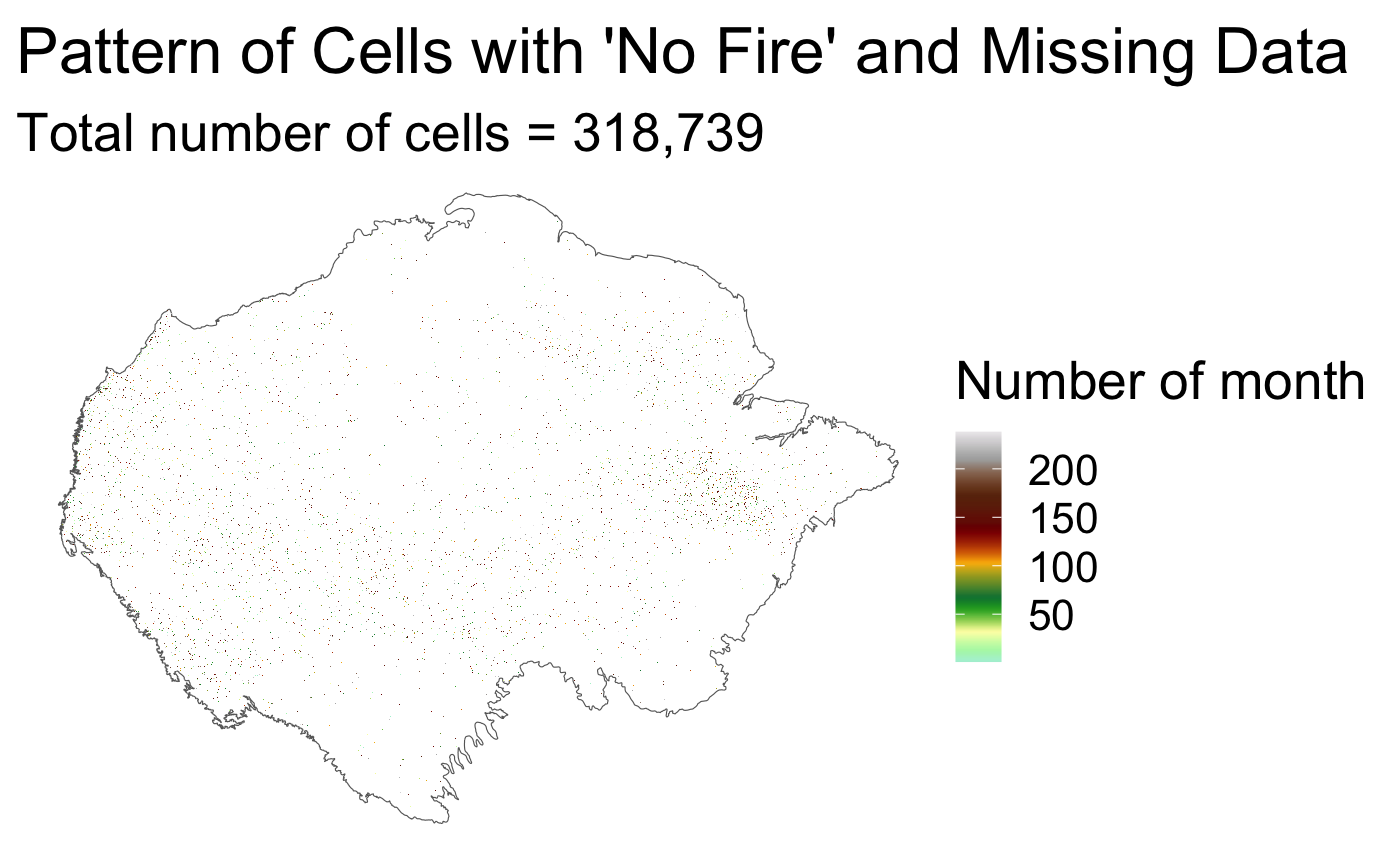 Pattern of Cells with 'No Fire' and Missing Data
Total number of cells = 318,739
Number of month
200
150
100
50